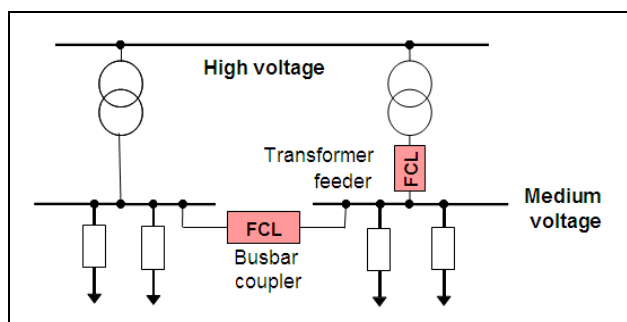 High voltage
Transformer
feeder
FCL
Medium
voltage
FCL
Busbar
coupler